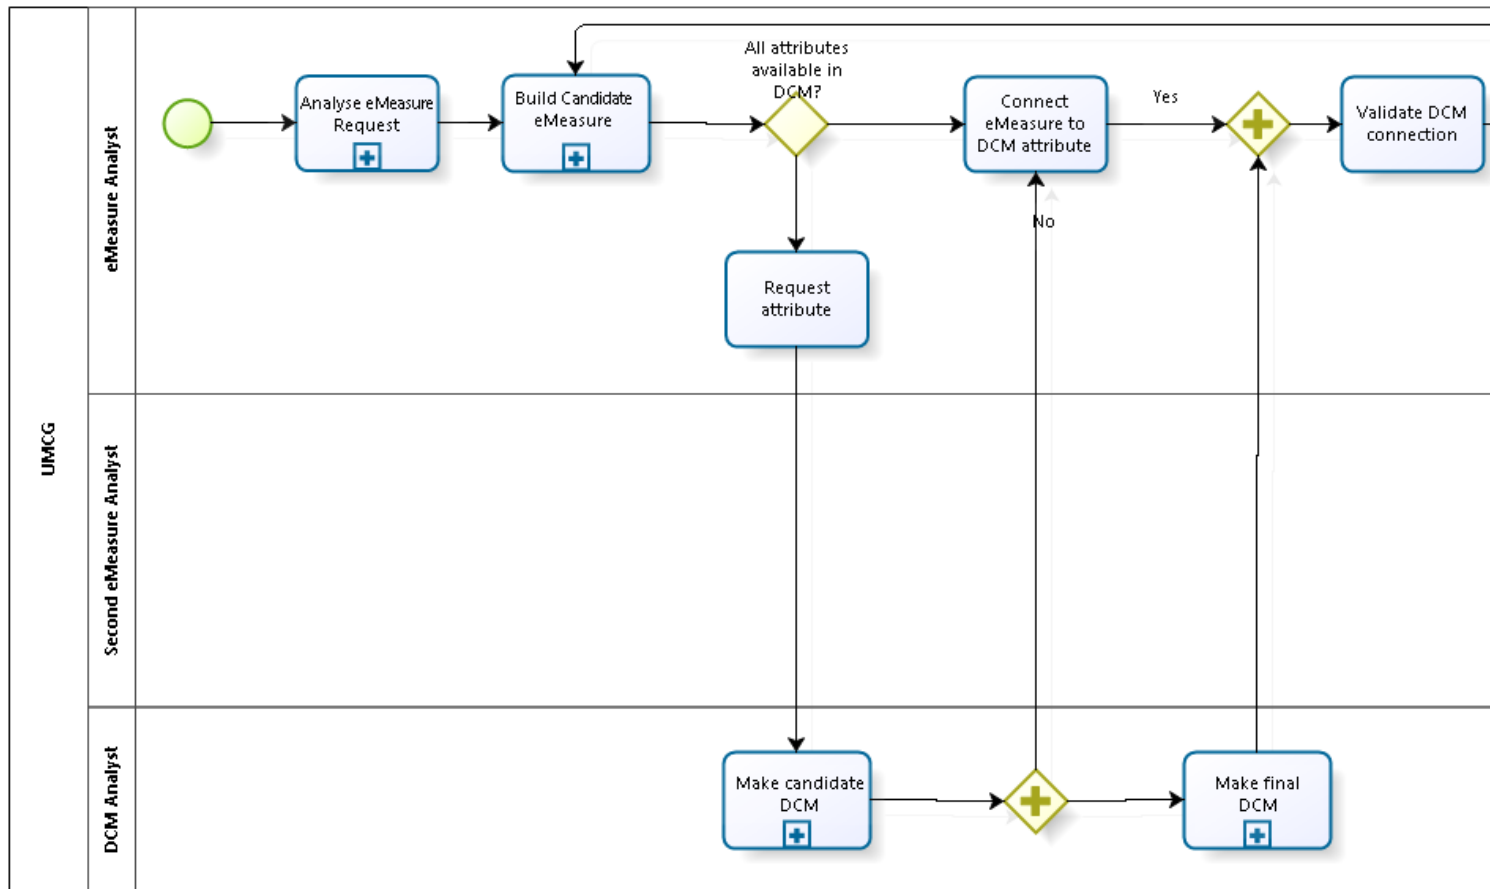 UMCG
eMeasure Analyst
Analyse eMeasure
Request
Build Candidate
eMeasure
All attributes
available in
DCM?
Connect
eMeasure to
DCM attribute
Yes
Validate DCM
connection
No
Request
attribute
Second eMeasure Analyst
DCM Analyst
Make candidate
DCM
Make final
DCM